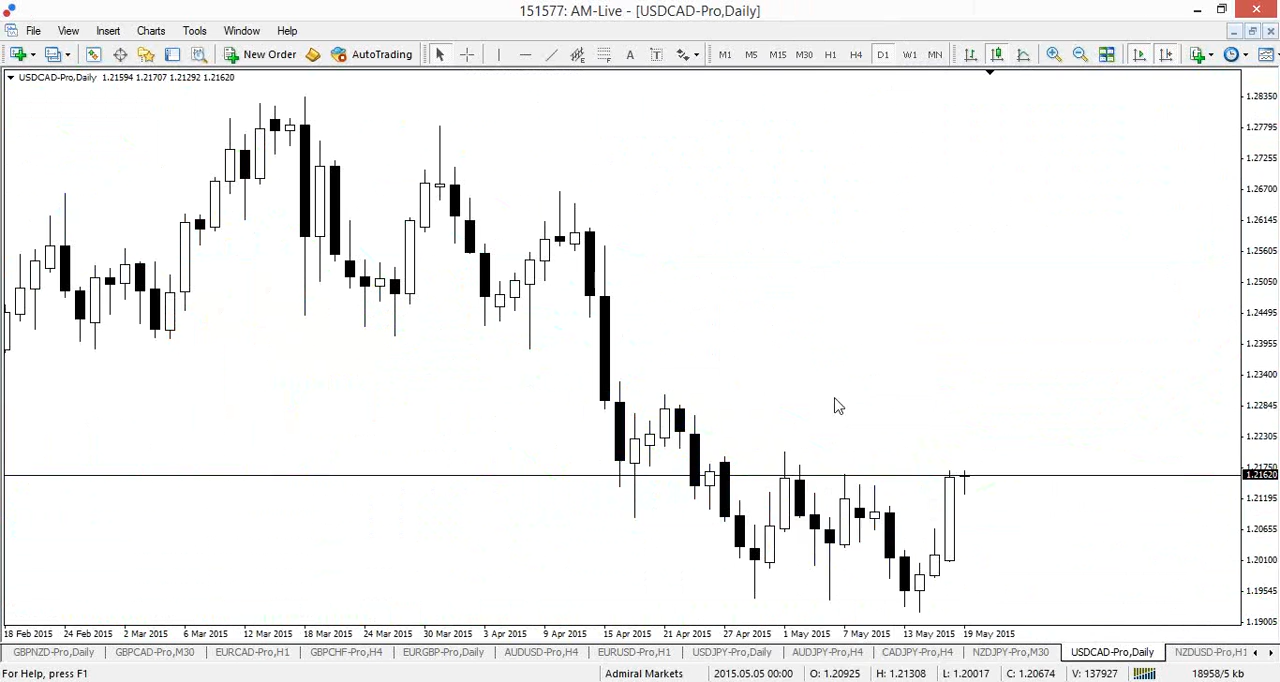 151577: AM-Live - [USDCAD-Pro,Daily]
File View Insert Charts Tools Window Help
New Order AutoTrading A T M1 M5 M15 M30 H1 H4 D1 W1 MN
USDCAD-Pro,Daily 1.21594 1.21707 1.21292 1.21620
1.28350
1.27795
1.27255
1.26700
1.26145
1.25605
1.25050
1.24495
1.23955
1.23400
1.22845
1.22305
1.21750
1.21620
1.21195
1.20655
1.20100
1.19545
1.19005
18 Feb 2015 24 Feb 2015 2 Mar 2015 6 Mar 2015 12 Mar 2015 18 Mar 2015 24 Mar 2015 30 Mar 2015 3 Apr 2015 9 Apr 2015 15 Apr 2015 21 Apr 2015 27 Apr 2015 1 May 2015 7 May 2015 13 May 2015 19 May 2015
GBPNZD-Pro,Daily GBPCAD-Pro,M30 EURCAD-Pro,H1 GBPCHF-Pro,H4 EURGBP-Pro,Daily AUDUSD-Pro,H4 EURUSD-Pro,H1 USDJPY-Pro,Daily AUDJPY-Pro,H4 CADJPY-Pro,H4 NZDJPY-Pro,M30 USDCAD-Pro,Daily NZDUSD-Pro,H1
For Help, press F1 Admiral Markets 2015.05.05 00:00 O: 1.20925 H: 1.21308 L: 1.20017 C: 1.20674 V: 137927 18958/5 kb